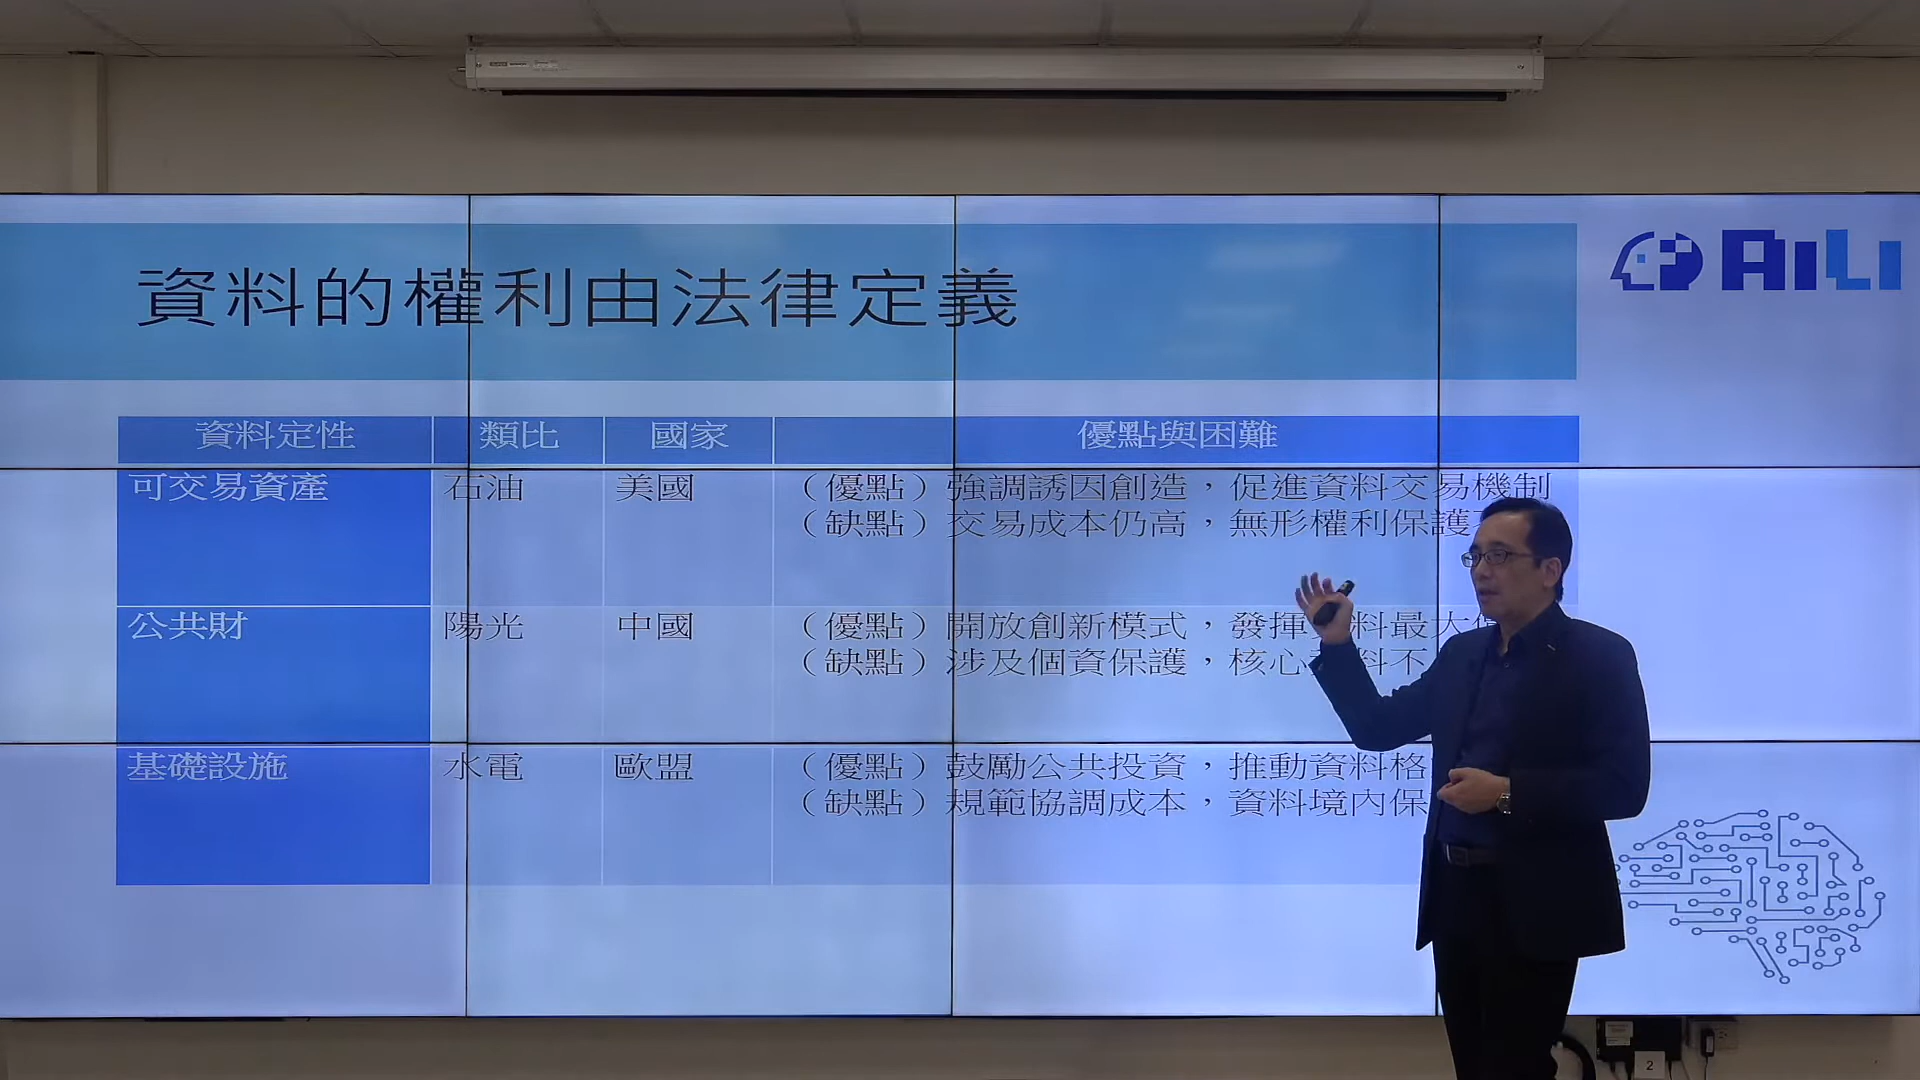 資料的權利由法律定義
AILI
資料定性 類比 國家 優點與困難
可交易資產 石油 美國 （優點）強調誘因創造，促進資料交易機制
（缺點）交易成本仍高，無形權利保護
公共財 陽光 中國 （優點）開放創新模式，發揮 料最大
（缺點）涉及個資保護，核心 料不
基礎設施 水電 歐盟 （優點）鼓勵公共投資，推動資料格
（缺點）規範協調成本，資料境內保
2